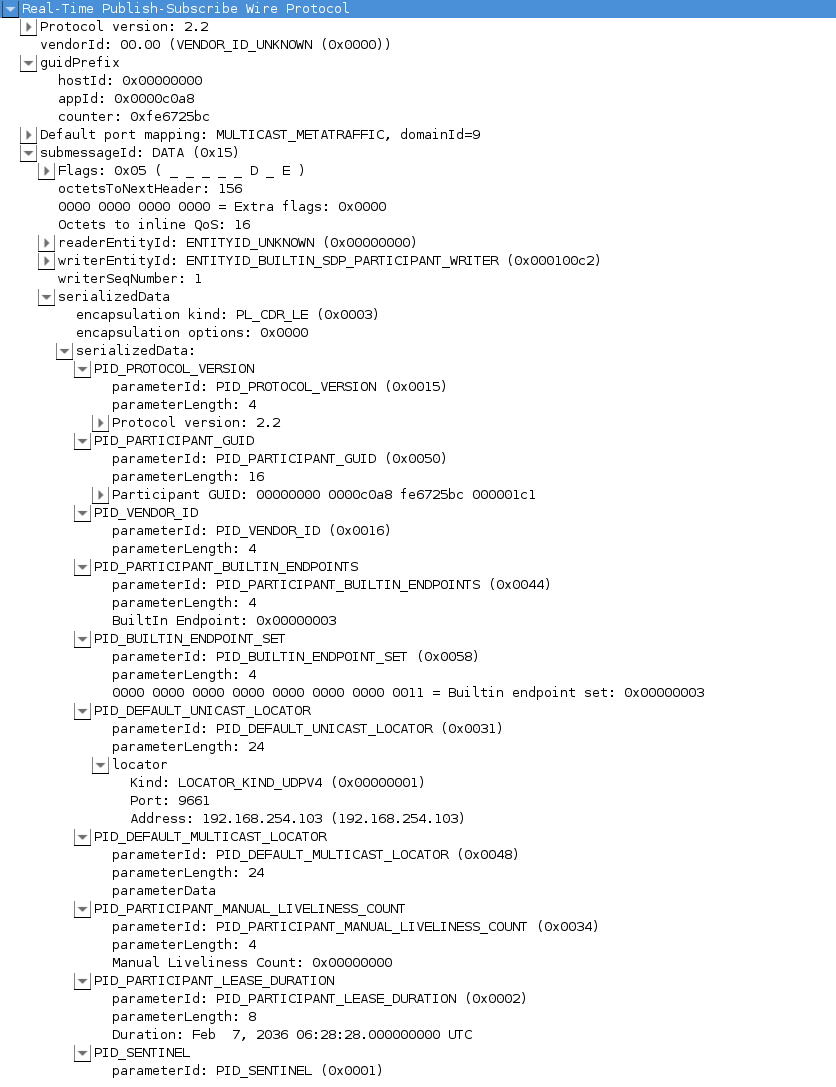 Real-Time Publish-Subscribe Wire Protocol
Protocol version: 2.2
vendorId: 00.00 (VENDOR_ID_UNKNOWN (0x0000))
guidPrefix
hostId: 0x00000000
appId: 0x0000c0a8
counter: 0xfe6725bc
Default port mapping: MULTICAST_METATRAFFIC, domainId=9
submessageId: DATA (0x15)
Flags: 0x05 ( _ _ _ _ _ D _ E )
octetsToNextHeader: 156
0000 0000 0000 0000 = Extra flags: 0x0000
Octets to inline QoS: 16
readerEntityId: ENTITYID_UNKNOWN (0x00000000)
writerEntityId: ENTITYID_BUILTIN_SDP_PARTICIPANT_WRITER (0x000100c2)
writerSeqNumber: 1
serializedData
encapsulation kind: PL_CDR_LE (0x0003)
encapsulation options: 0x0000
serializedData:
PID_PROTOCOL_VERSION
parameterId: PID_PROTOCOL_VERSION (0x0015)
parameterLength: 4
Protocol version: 2.2
PID_PARTICIPANT_GUID
parameterId: PID_PARTICIPANT_GUID (0x0050)
parameterLength: 16
Participant GUID: 00000000 0000c0a8 fe6725bc 000001c1
PID_VENDOR_ID
parameterId: PID_VENDOR_ID (0x0016)
parameterLength: 4
PID_PARTICIPANT_BUILTIN_ENDPOINTS
parameterId: PID_PARTICIPANT_BUILTIN_ENDPOINTS (0x0044)
parameterLength: 4
BuiltIn Endpoint: 0x00000003
PID_BUILTIN_ENDPOINT_SET
parameterId: PID_BUILTIN_ENDPOINT_SET (0x0058)
parameterLength: 4
0000 0000 0000 0000 0000 0000 0000 0011 = Builtin endpoint set: 0x00000003
PID_DEFAULT_UNICAST_LOCATOR
parameterId: PID_DEFAULT_UNICAST_LOCATOR (0x0031)
parameterLength: 24
locator
Kind: LOCATOR_KIND_UDPV4 (0x00000001)
Port: 9661
Address: 192.168.254.103 (192.168.254.103)
PID_DEFAULT_MULTICAST_LOCATOR
parameterId: PID_DEFAULT_MULTICAST_LOCATOR (0x0048)
parameterLength: 24
parameterData
PID_PARTICIPANT_MANUAL_LIVELINESS_COUNT
parameterId: PID_PARTICIPANT_MANUAL_LIVELINESS_COUNT (0x0034)
parameterLength: 4
Manual Liveliness Count: 0x00000000
PID_PARTICIPANT_LEASE_DURATION
parameterId: PID_PARTICIPANT_LEASE_DURATION (0x0002)
parameterLength: 8
Duration: Feb  7, 2036 06:28:28.000000000 UTC
PID_SENTINEL
parameterId: PID_SENTINEL (0x0001)